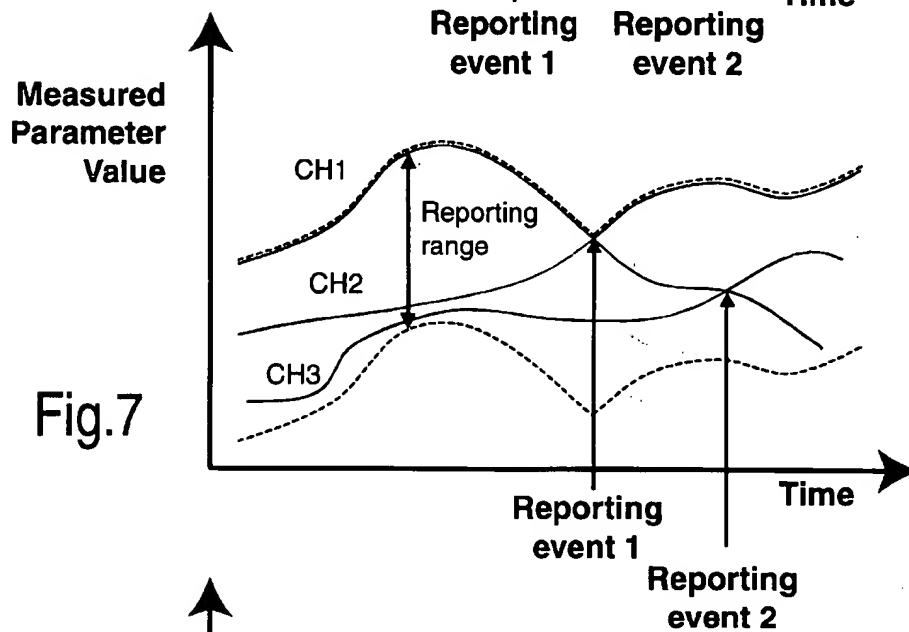 Time
Reporting Reporting
event 1 event 2
Measured
Parameter
Value
CH1
Reporting
range
CH2
CH3
Fig.7
Time
Reporting
event 1
Reporting
event 2